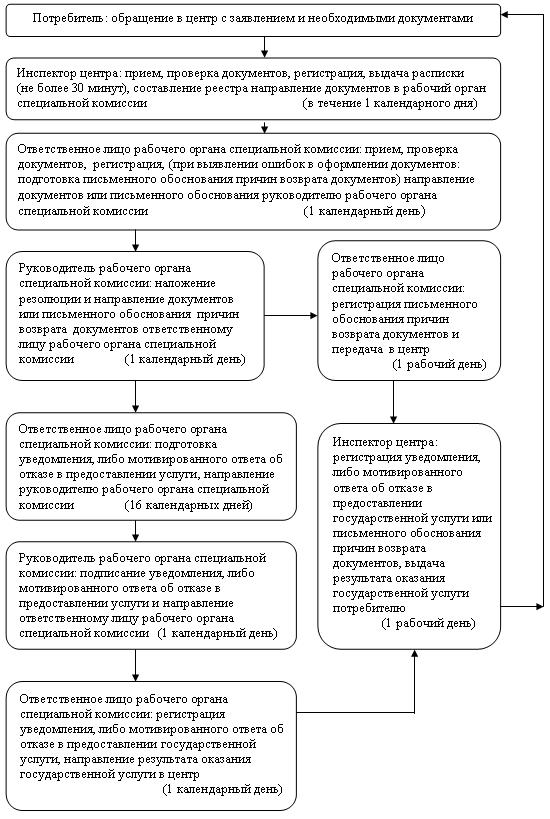 Потребитель: обращение в центр с заявлением и необходимыми документами
Инспектор центра: прием, проверка документов, регистрация, выдача расписки
(не более 30 минут), составление реестра направление документов в рабочий орган
специальной комиссии (в течение 1 календарного дня)
Ответственное лицо рабочего органа специальной комиссии: прием, проверка
документов, регистрация, (при выявлении ошибок в оформлении документов:
подготовка письменного обоснования причин возврата документов) направление
документов или письменного обоснования руководителю рабочего органа
специальной комиссии (1 календарный день)
Руководитель рабочего органа
специальной комиссии: наложение
резолюции и направление документов
или письменного обоснования причин
возврата документов ответственному
лицу рабочего органа специальной
комиссии (1 календарный день)
Ответственное лицо
рабочего органа
специальной комиссии:
регистрация письменного
обоснования причин
возврата документов и
передача в центр
(1 рабочий день)
Ответственное лицо рабочего органа
специальной комиссии: подготовка
уведомления, либо мотивированного ответа об
отказе в предоставлении услуги, направление
руководителю рабочего органа специальной
комиссии (16 календарных дней)
Инспектор центра:
регистрация уведомления,
либо мотивированного
ответа об отказе в
предоставлении
государственной услуги или
письменного обоснования
причин возврата
документов, выдача
результата оказания
государственной услуги
потребителю
(1 рабочий день)
Руководитель рабочего органа специальной
комиссии: подписание уведомления, либо
мотивированного ответа об отказе в
предоставлении услуги и направление
ответственному лицу рабочего органа
специальной комиссии (1 календарный день)
Ответственное лицо рабочего органа
специальной комиссии: регистрация
уведомления, либо мотивированного ответа об
отказе в предоставлении государственной
услуги, направление результата оказания
государственной услуги в центр
(1 календарный день)